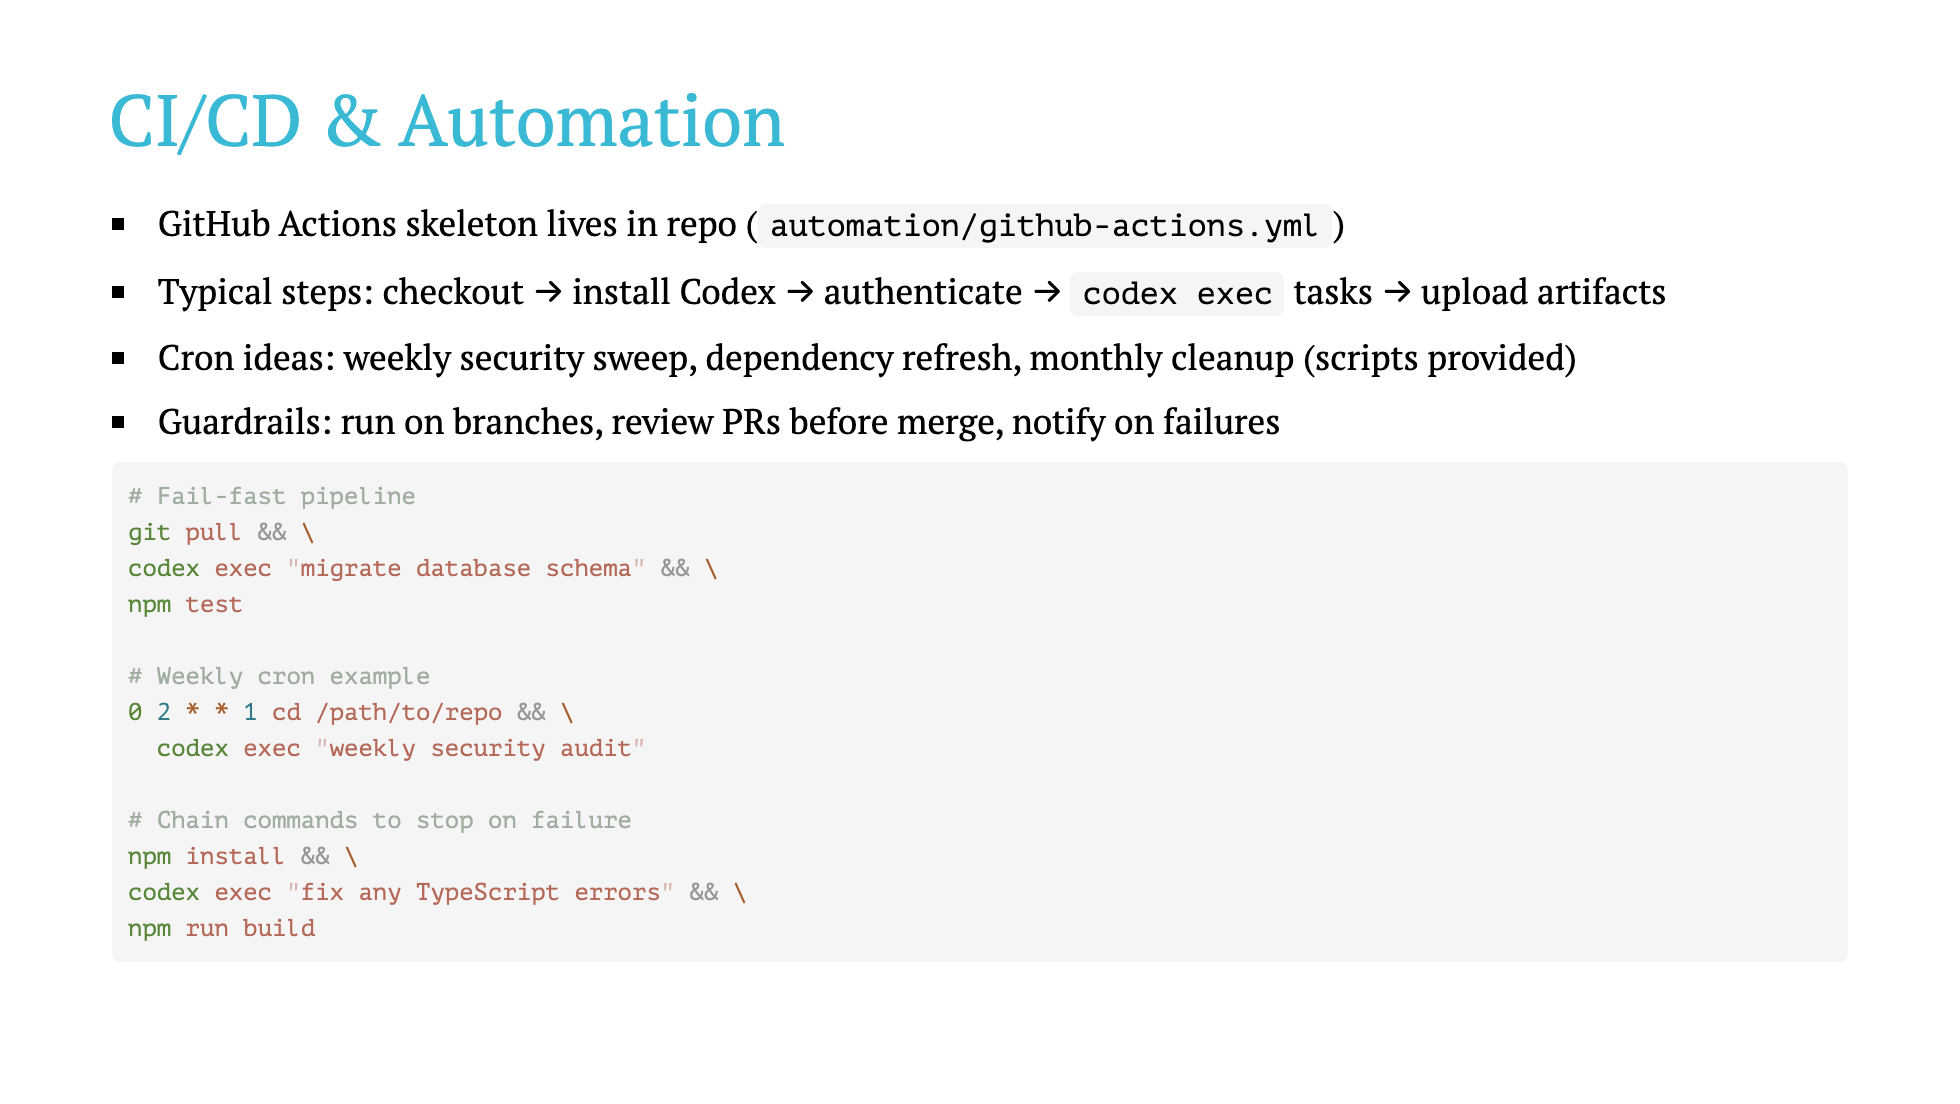 CI/CD & Automation
▪ GitHub Actions skeleton lives in repo (automation/github-actions.yml)
▪ Typical steps: checkout → install Codex → authenticate → codex exec tasks → upload artifacts
▪ Cron ideas: weekly security sweep, dependency refresh, monthly cleanup (scripts provided)
▪ Guardrails: run on branches, review PRs before merge, notify on failures
# Fail-fast pipeline
git pull && \
codex exec "migrate database schema" && \
npm test

# Weekly cron example
0 2 * * 1 cd /path/to/repo && \
  codex exec "weekly security audit"

# Chain commands to stop on failure
npm install && \
codex exec "fix any TypeScript errors" && \
npm run build